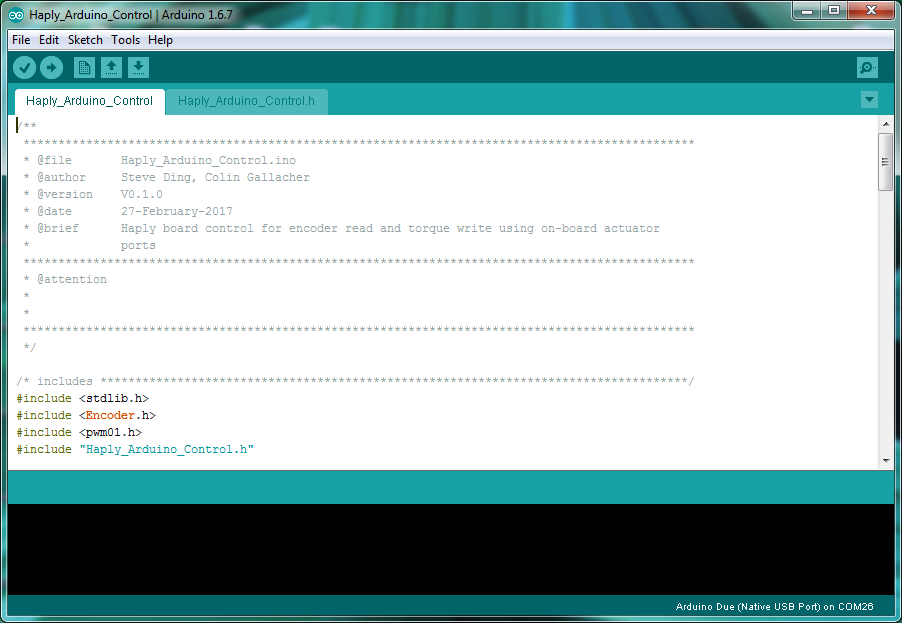 Haply_Arduino_Control | Arduino 1.6.7
File Edit Sketch Tools Help
Haply_Arduino_Control Haply_Arduino_Control.h
/**
************************************************************************************************
* @file Haply_Arduino_Control.ino
* @author Steve Ding, Colin Gallacher
* @version V0.1.0
* @date 27-February-2017
* @brief Haply board control for encoder read and torque write using on-board actuator
* ports
************************************************************************************************
* @attention
*
*
************************************************************************************************
*/
/* includes ************************************************************************************/
#include <stdlib.h>
#include <Encoder.h>
#include <pwm01.h>
#include "Haply_Arduino_Control.h"
Arduino Due (Native USB Port) on COM26